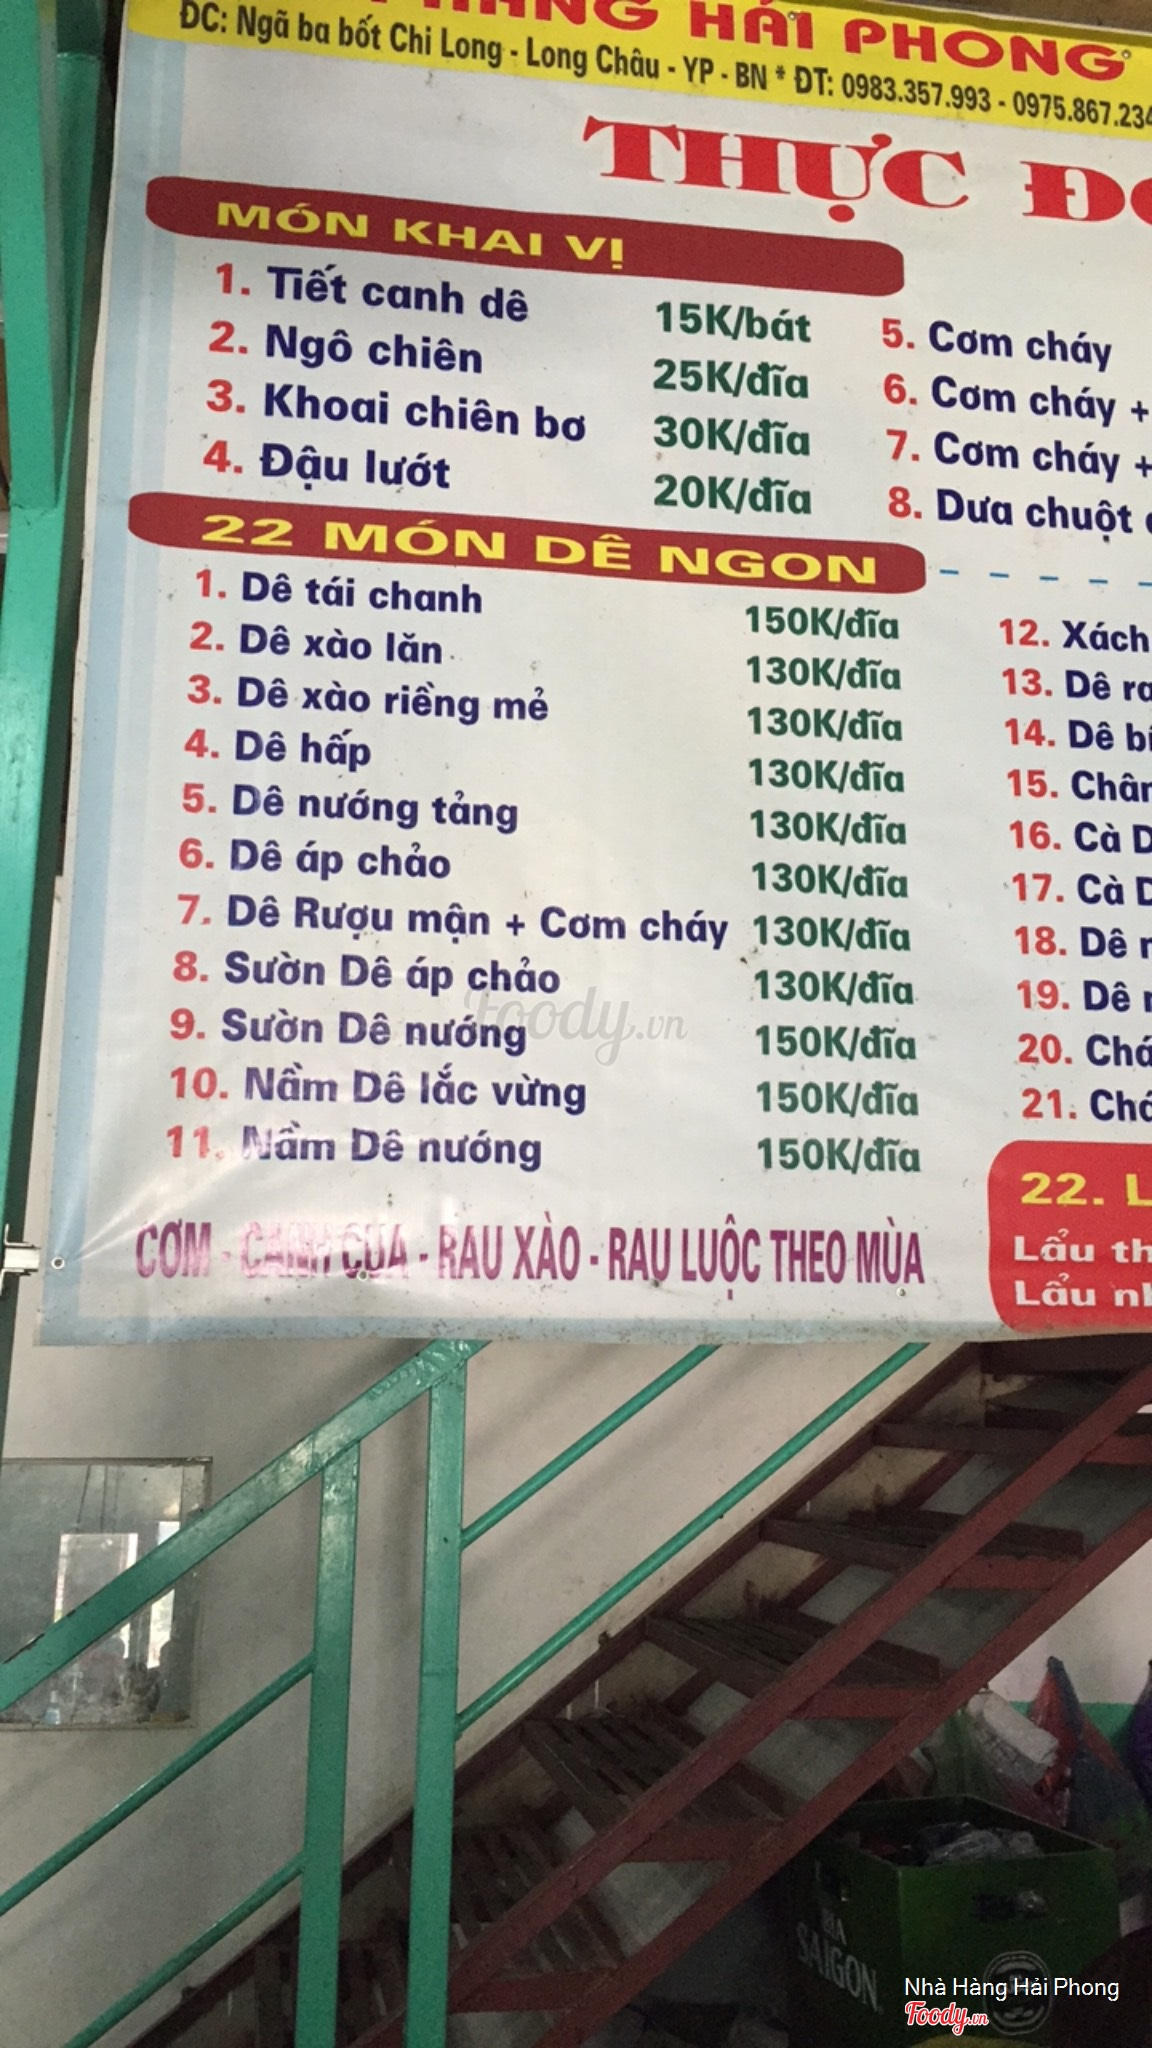 HÀNG HẢI PHONG
ĐC: Ngã ba bốt Chi Long - Long Châu - YP - BN * ĐT: 0983.357.993 - 0975.867.234
THỰC
MÓN KHAI VỊ
1. Tiết canh dê 15K/bát
2. Ngô chiên 25K/đĩa
3. Khoai chiên bơ 30K/đĩa
4. Đậu lướt 20K/đĩa
5. Cơm cháy
6. Cơm cháy +
7. Cơm cháy +
8. Dưa chuột
22 MÓN DÊ NGON
1. Dê tái chanh 150K/đĩa
2. Dê xào lăn 130K/đĩa
3. Dê xào riềng mẻ 130K/đĩa
4. Dê hấp 130K/đĩa
5. Dê nướng tảng 130K/đĩa
6. Dê áp chảo 130K/đĩa
7. Dê Rượu mận + Cơm cháy 130K/đĩa
8. Sườn Dê áp chảo 130K/đĩa
9. Sườn Dê nướng 150K/đĩa
10. Nầm Dê lắc vừng 150K/đĩa
11. Nầm Dê nướng 150K/đĩa
12. Xách
13. Dê
14. Dê
15. Chân
16. Cà
17. Cà
18. Dê
19. Dê
20.
21.
22.
Lẩu
Lẩu
CƠM - CANH CUA - RAU XÀO - RAU LUỘC THEO MÙA
Foody.vn
BIA
SAIGON
Nhà Hàng Hải Phong
Foody.vn